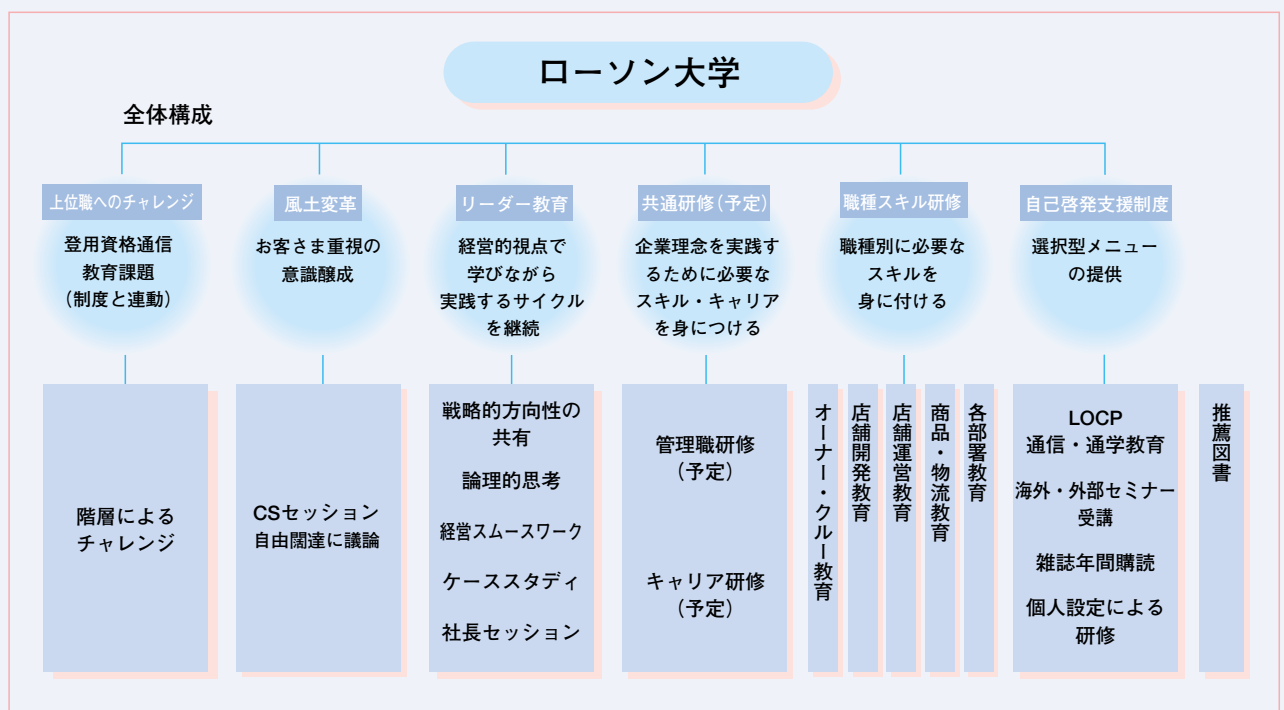 ローソン大学
全体構成
上位職へのチャレンジ
登用資格通信
教育課題
（制度と連動）
階層による
チャレンジ
風土変革
お客さま重視の
意識醸成
CSセッション
自由闊達に議論
リーダー教育
経営的視点で
学びながら
実践するサイクル
を継続
戦略的方向性の
共有
論理的思考
経営スムースワーク
ケーススタディ
社長セッション
共通研修（予定）
企業理念を実践す
るために必要な
スキル・キャリア
を身につける
管理職研修
（予定）
キャリア研修
（予定）
職種スキル研修
職種別に必要な
スキルを
身に付ける
オーナー・クルー教育
店舗開発教育
店舗運営教育
商品・物流教育
各部署教育
自己啓発支援制度
選択型メニュー
の提供
LOCP
通信・通学教育
海外・外部セミナー
受講
雑誌年間購読
個人設定による
研修
推薦図書